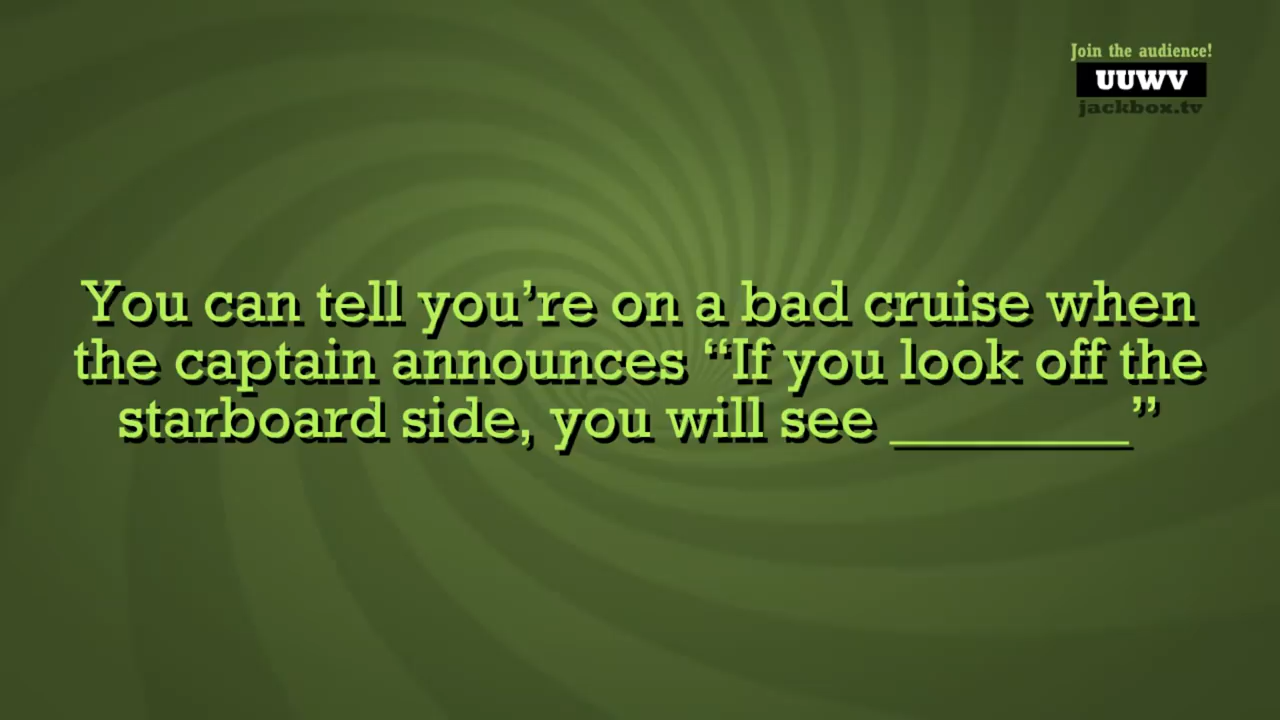 Join the audience!
UUWV
jackbox.tv
You can tell you’re on a bad cruise when
the captain announces “If you look off the
starboard side, you will see ________”